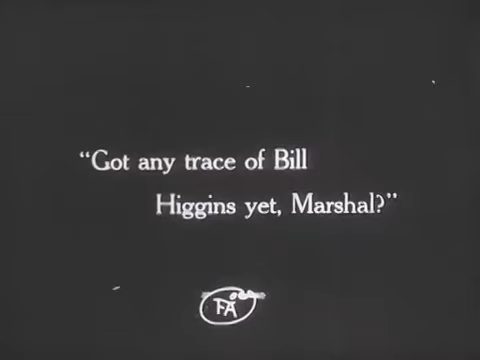 “Got any trace of Bill
Higgins yet, Marshal?”
FA